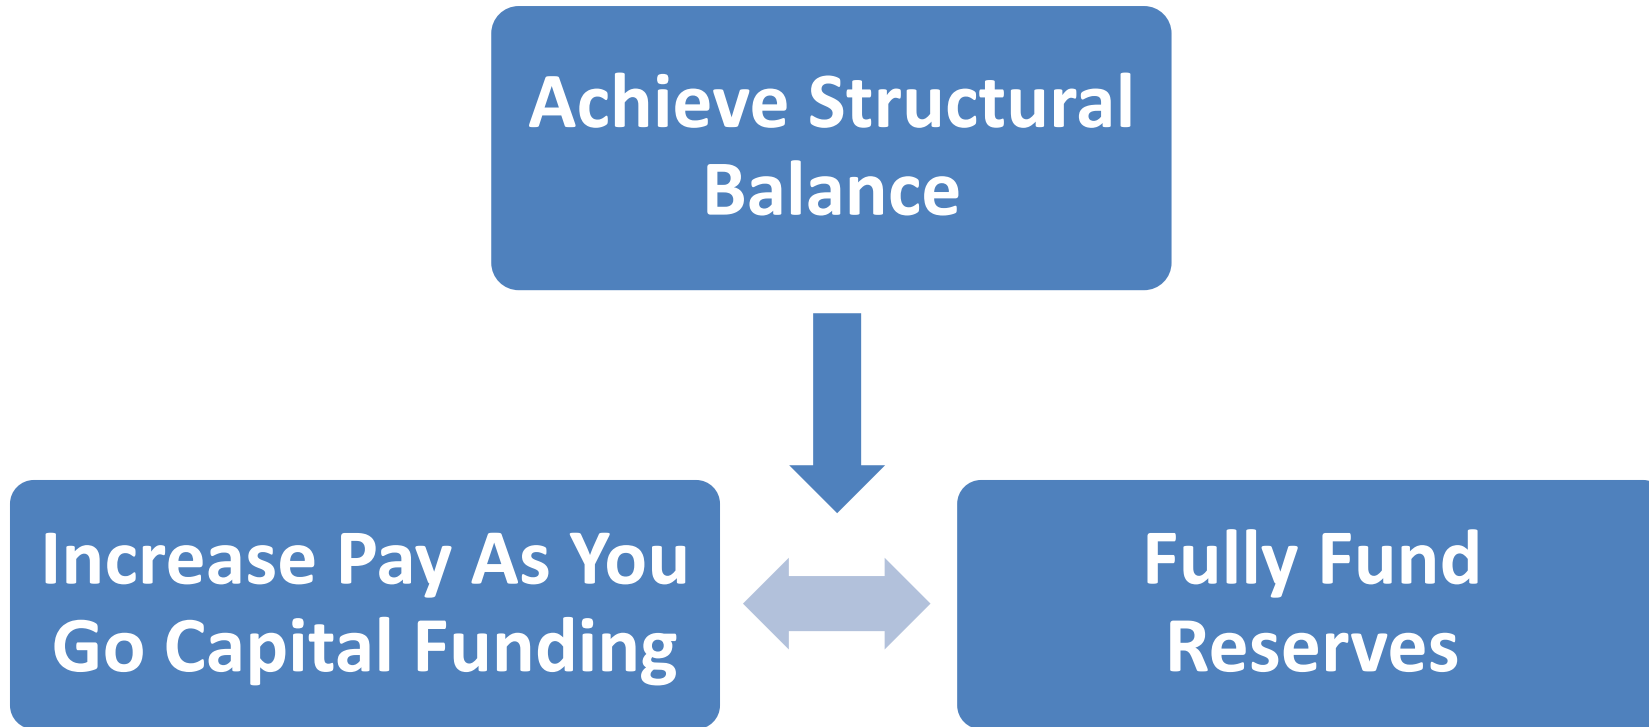 Achieve Structural
Balance
Increase Pay As You
Go Capital Funding
Fully Fund
Reserves